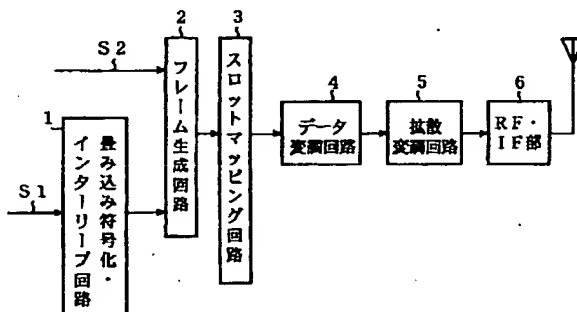 S2
2
フレーム生成回路
3
スロットマッピング回路
1
S1
畳み込み符号化・
インターリーブ回路
4
データ
変調回路
5
拡散
変調回路
6
RF・
IF部